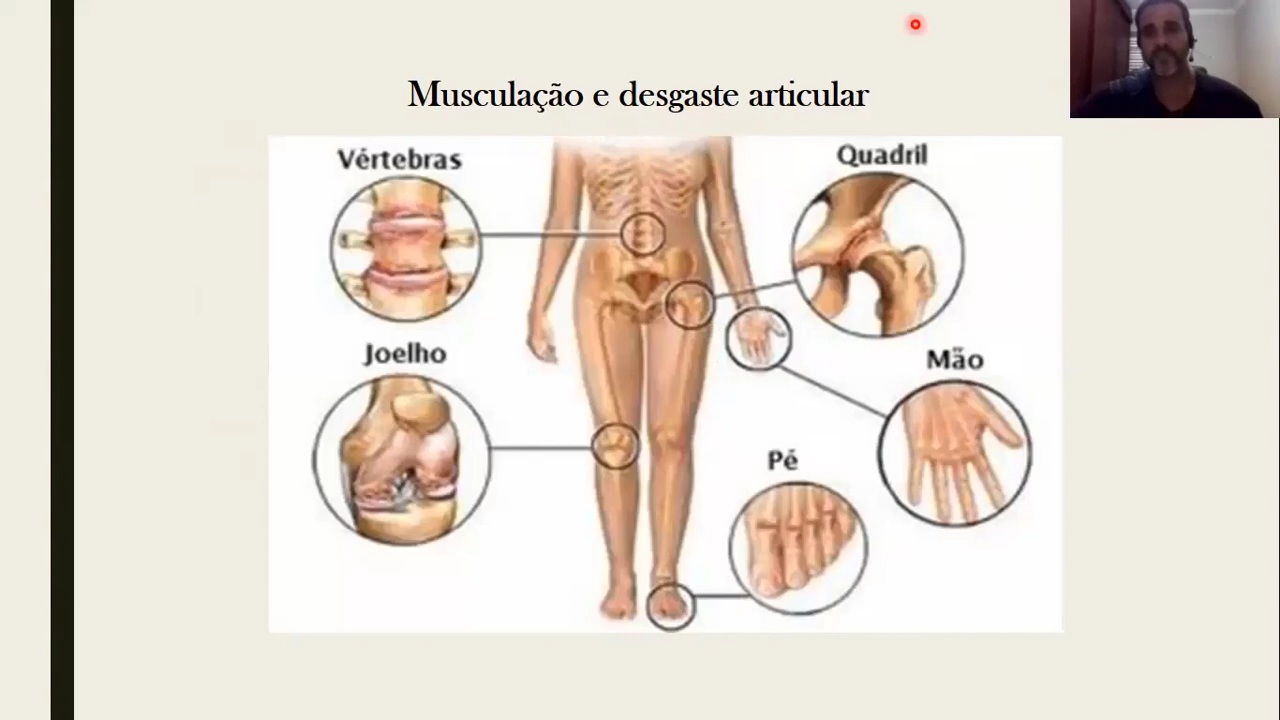 Musculação e desgaste articular
Vértebras
Quadril
Joelho
Mão
Pé